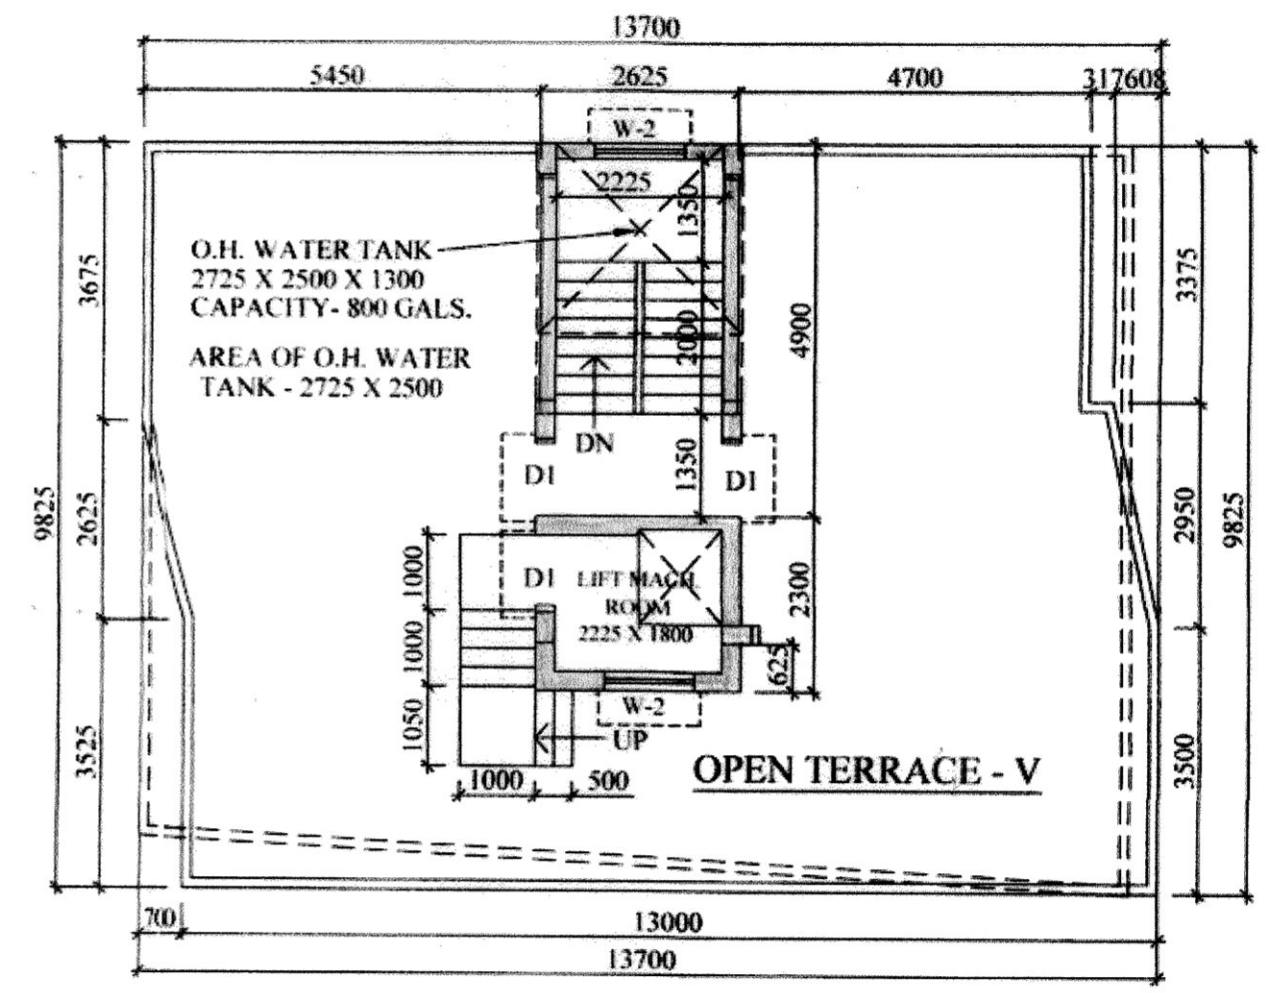 13700
5450 2625 4700 317 608
W-2
2225
1350
O.H. WATER TANK
2725 X 2500 X 1300
CAPACITY- 800 GALS.
AREA OF O.H. WATER
TANK - 2725 X 2500
3675
3375
2000
4900
DN
D1
1350
D1
9825
2625
2950
9825
1000
D1
LIFT MACH.
ROOM
2225 X 1800
2300
1000
625
1050
W-2
UP
3525
OPEN TERRACE - V
3500
1000 500
700 13000
13700